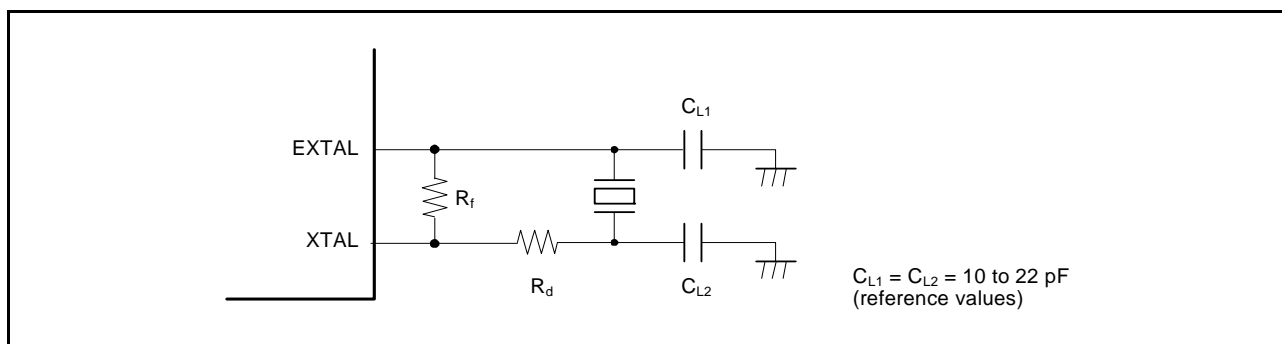 C_L1
EXTAL
R_f
XTAL
R_d
C_L2
C_L1 = C_L2 = 10 to 22 pF
(reference values)